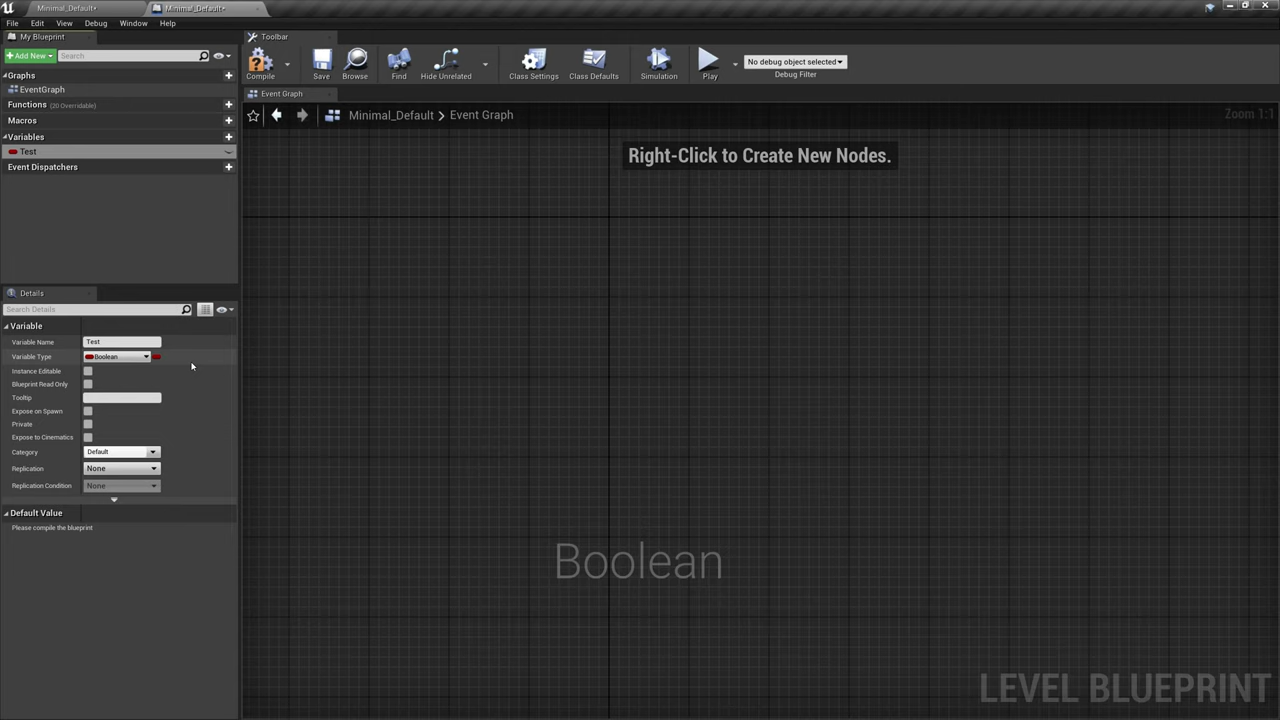 Minimal_Default*
Minimal_Default*
File Edit View Debug Window Help
My Blueprint
Toolbar
+Add New
Search
Compile
Save
Browse
Find
Hide Unrelated
Class Settings
Class Defaults
Simulation
Play
No debug object selected
Debug Filter
Graphs
EventGraph
Functions (20 Overridable)
Macros
Variables
Test
Event Dispatchers
Event Graph
Minimal_Default > Event Graph
Zoom 1:1
Right-Click to Create New Nodes.
Details
Search Details
Variable
Variable Name Test
Variable Type Boolean
Instance Editable
Blueprint Read Only
Tooltip
Expose on Spawn
Private
Expose to Cinematics
Category Default
Replication None
Replication Condition None
Default Value
Please compile the blueprint
Boolean
LEVEL BLUEPRINT